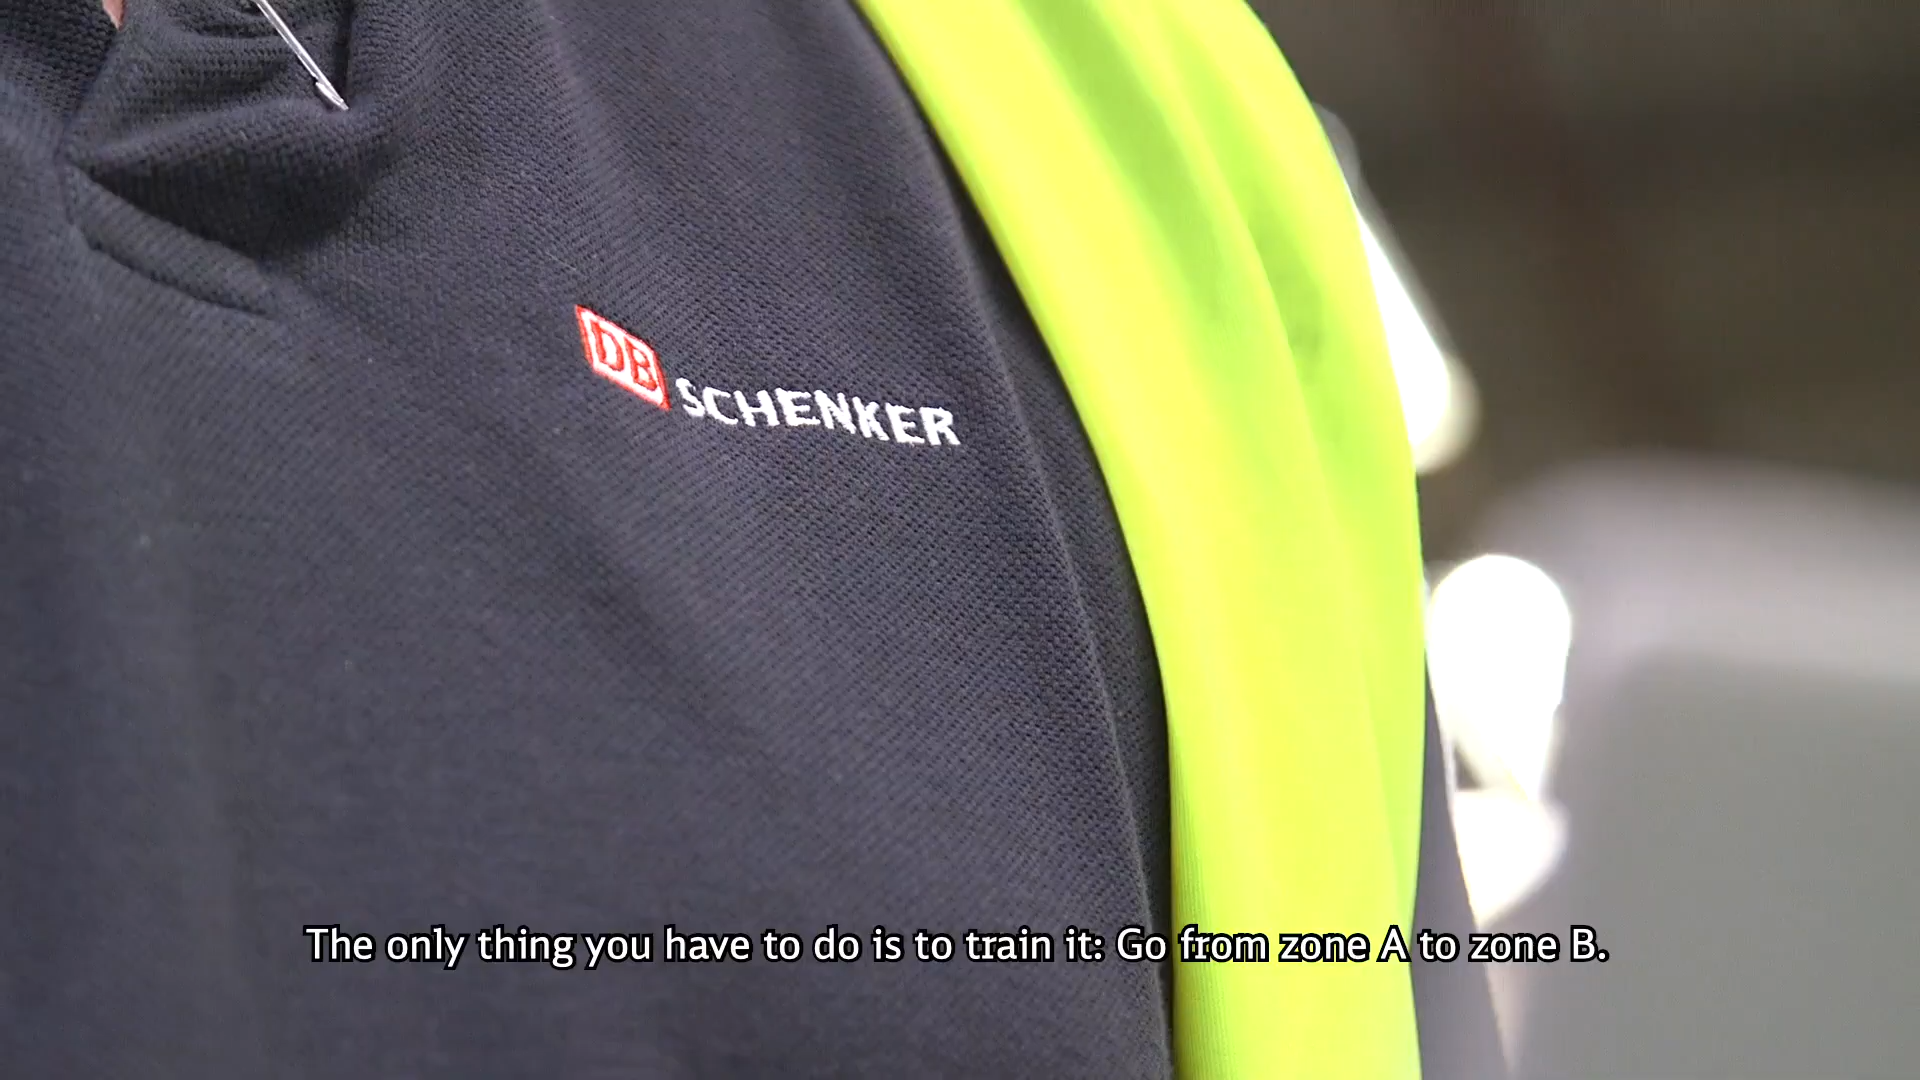 DB SCHENKER
The only thing you have to do is to train it: Go from zone A to zone B.